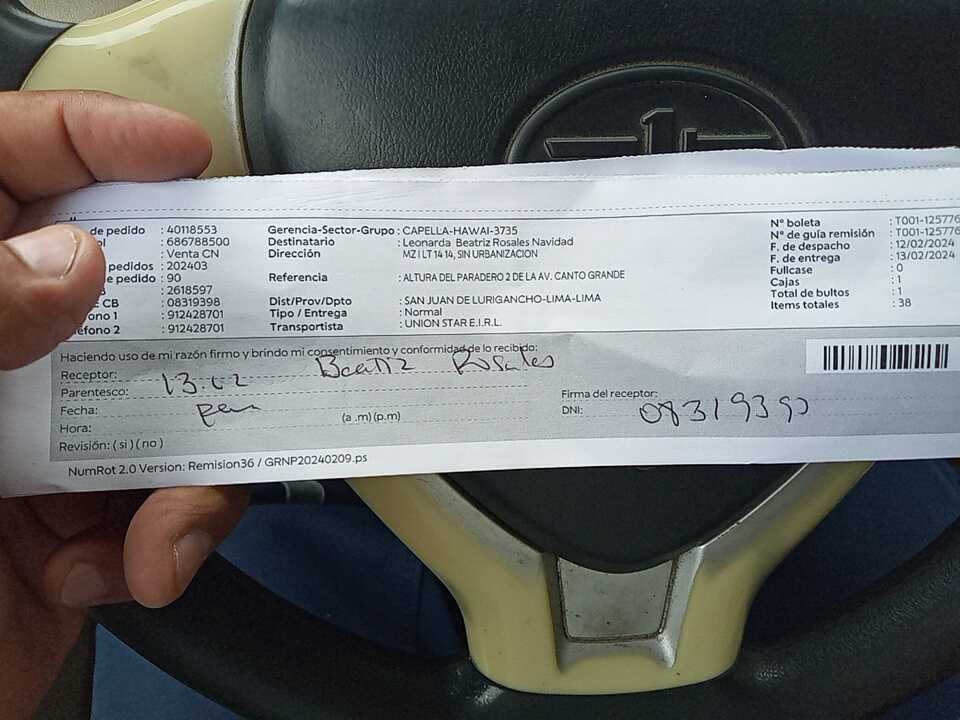 de pedido : 40118553
: 686788500
: Venta CN
pedidos : 202403
de pedido : 90
: 2618597
E CB : 08319398
fono 1 : 912428701
éfono 2 : 912428701
Gerencia-Sector-Grupo : CAPELLA-HAWAI-3735
Destinatario : Leonarda Beatriz Rosales Navidad
Dirección MZ I LT 14 14, SIN URBANIZACION
Referencia : ALTURA DEL PARADERO 2 DE LA AV. CANTO GRANDE
Dist/Prov/Dpto : SAN JUAN DE LURIGANCHO-LIMA-LIMA
Tipo / Entrega : Normal
Transportista : UNION STAR E.I.R.L.
N° boleta : T001-125776
N° de guía remisión : T001-125776
F. de despacho : 12/02/2024
F. de entrega : 13/02/2024
Fullcase : 0
Cajas : 1
Total de bultos : 1
Items totales : 38
Haciendo uso de mi razón firmo y brindo mi consentimiento y conformidad de lo recibido:
Receptor: Beatriz Rosales
Parentesco: 13.02
Fecha:
Hora: (a .m) (p.m)
Revisión: ( si ) ( no )
Firma del receptor:
DNI: 08319393
NumRot 2.0 Version: Remision36 / GRNP20240209.ps